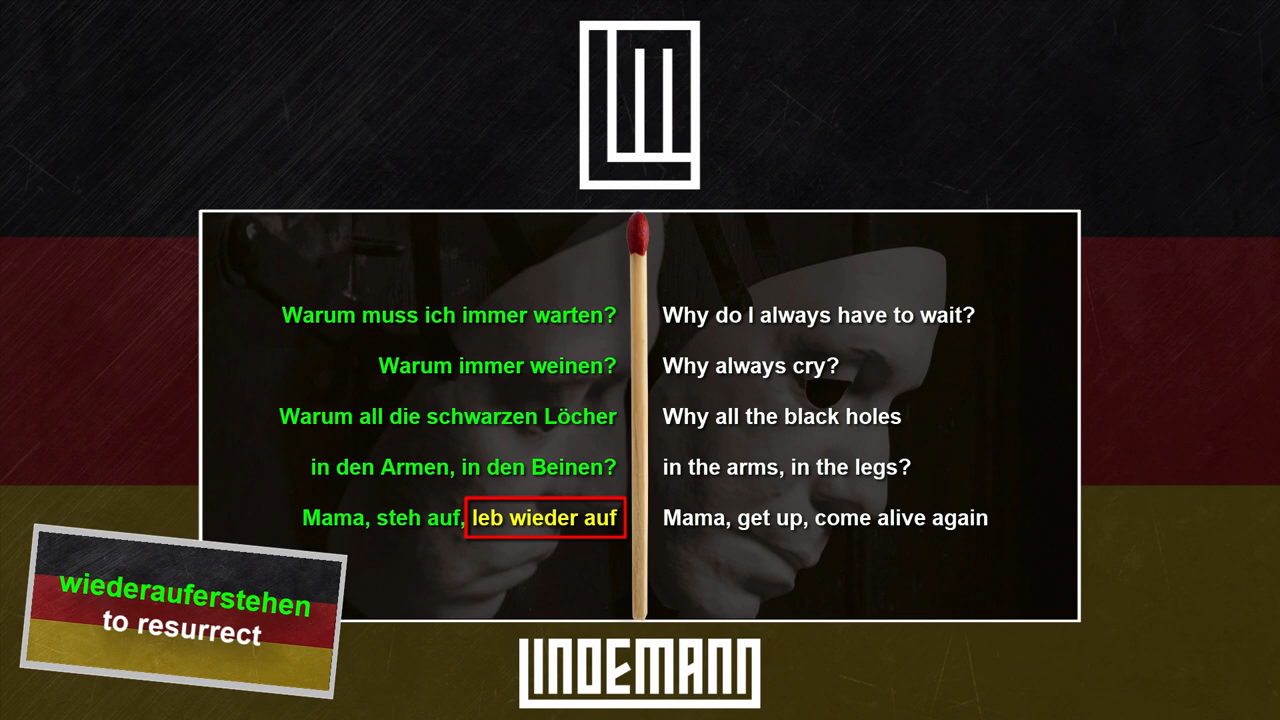 Warum muss ich immer warten?
Why do I always have to wait?
Warum immer weinen?
Why always cry?
Warum all die schwarzen Löcher
Why all the black holes
in den Armen, in den Beinen?
in the arms, in the legs?
Mama, steh auf, leb wieder auf
Mama, get up, come alive again
wiederauferstehen
to resurrect
LINDEMANN